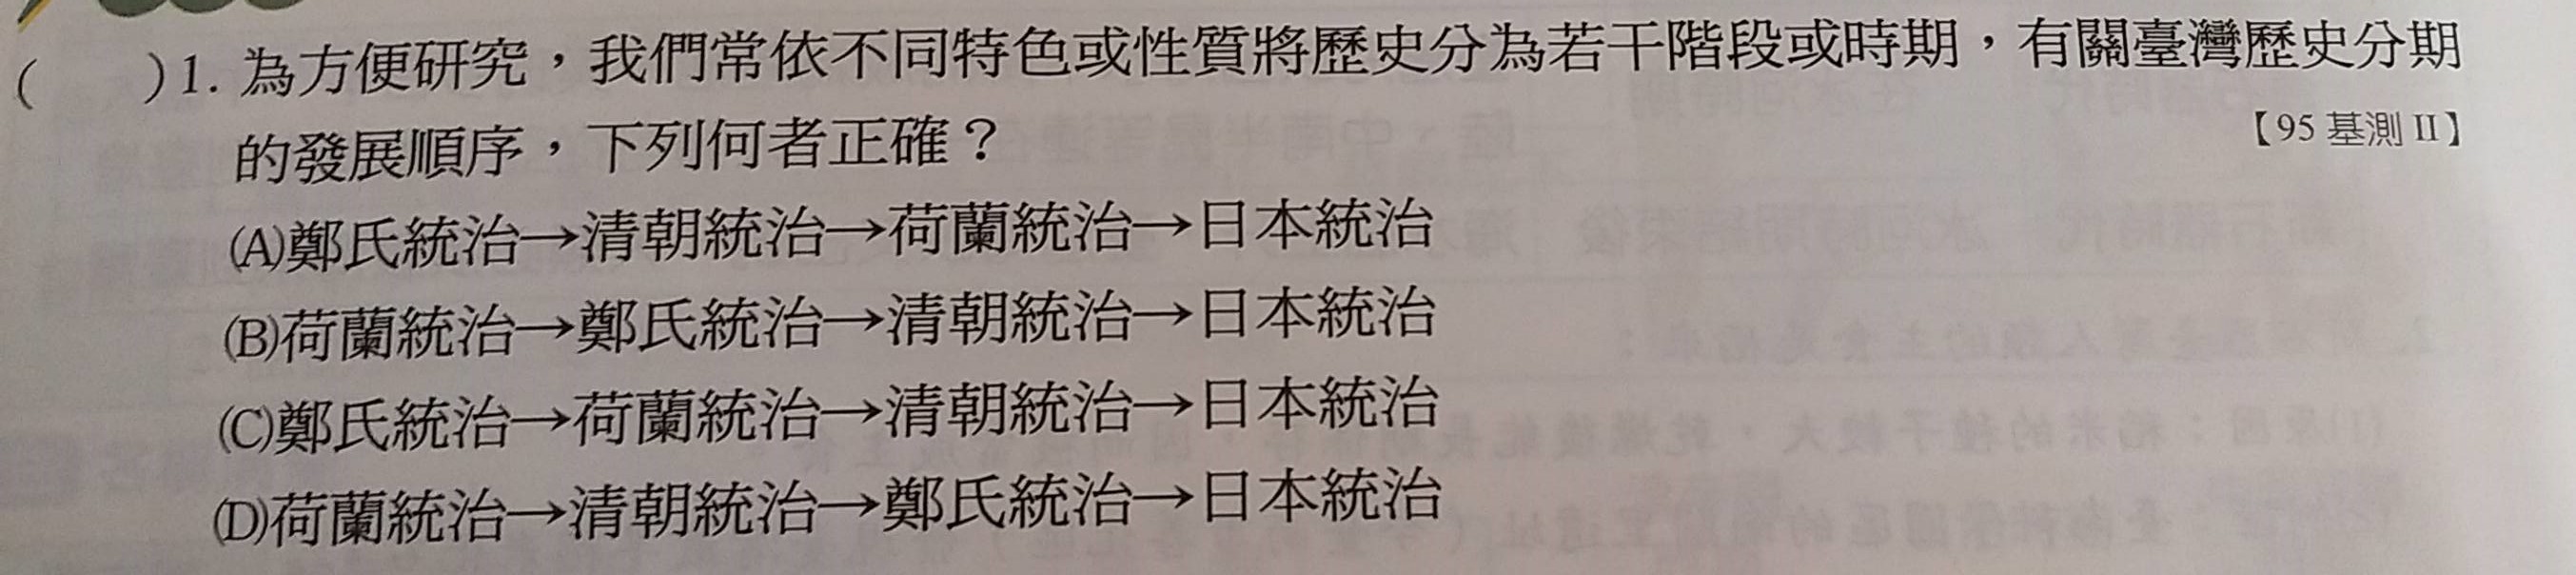 ( )1. 為方便研究，我們常依不同特色或性質將歷史分為若干階段或時期，有關臺灣歷史分期
的發展順序，下列何者正確？ 【95 基測 II】
(A)鄭氏統治→清朝統治→荷蘭統治→日本統治
(B)荷蘭統治→鄭氏統治→清朝統治→日本統治
(C)鄭氏統治→荷蘭統治→清朝統治→日本統治
(D)荷蘭統治→清朝統治→鄭氏統治→日本統治